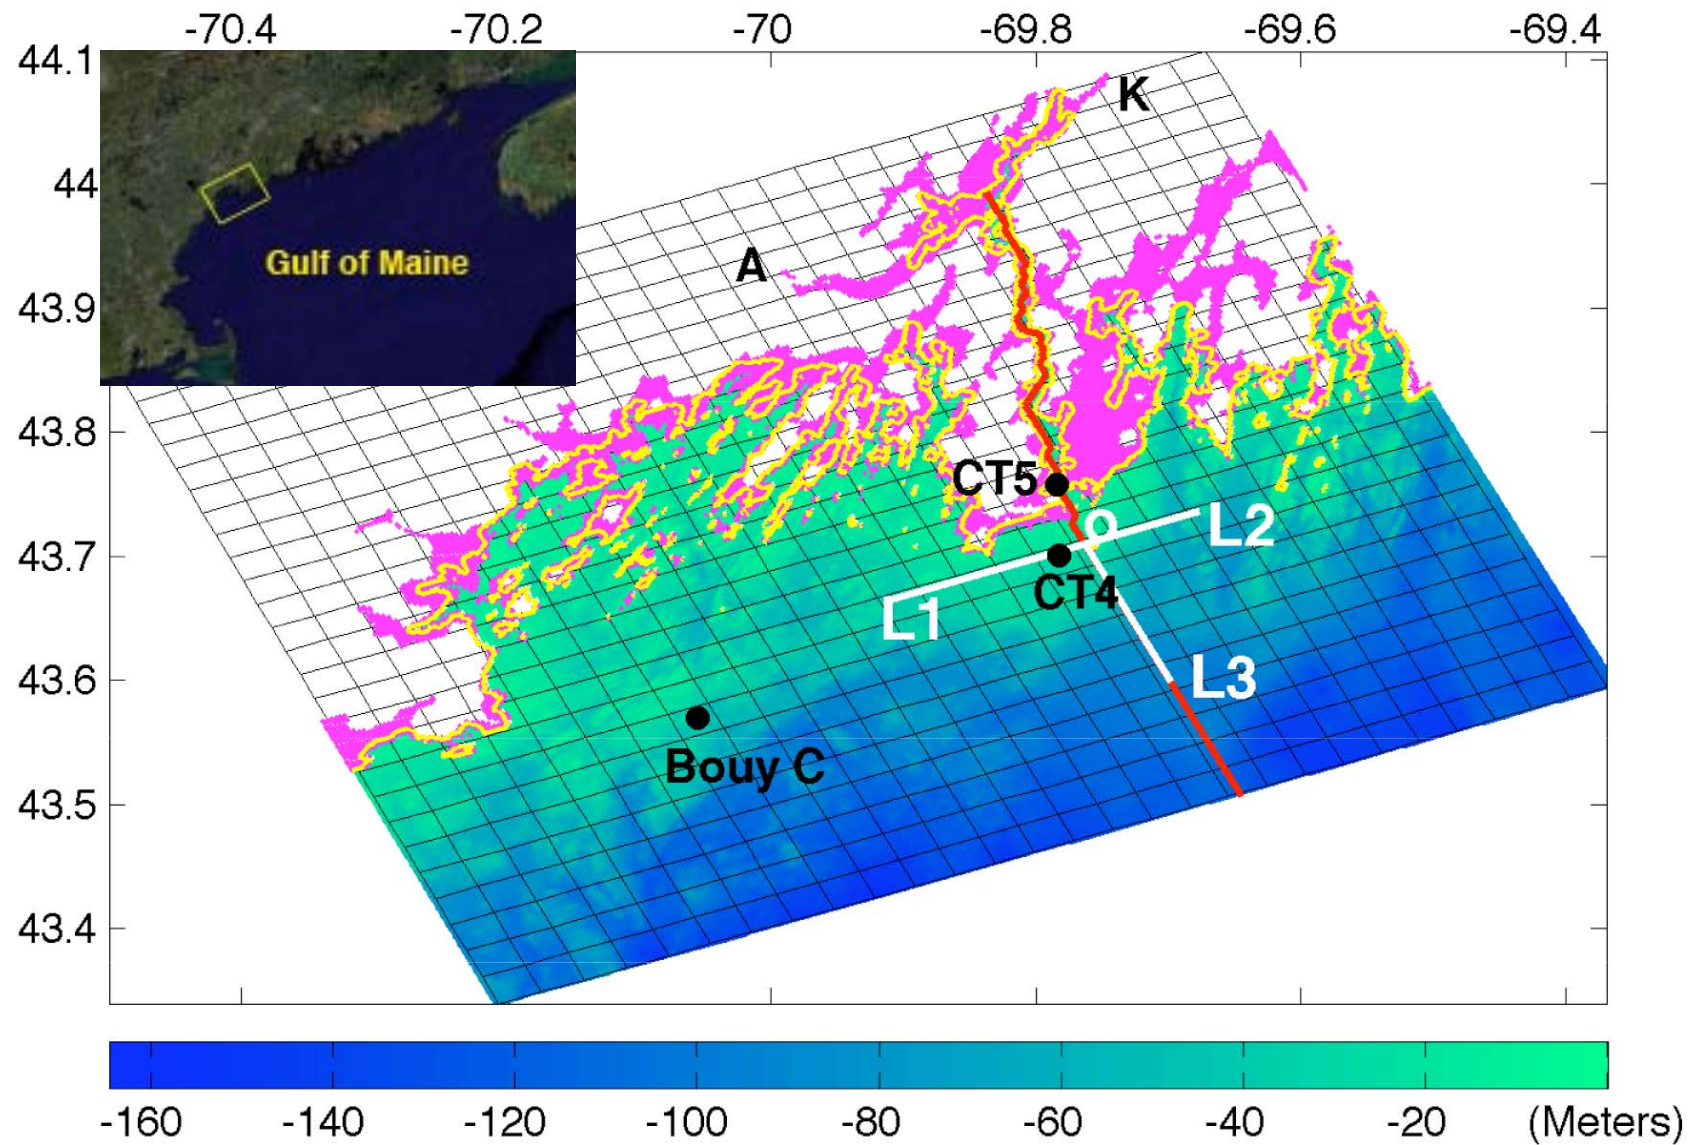 -70.4 -70.2 -70 -69.8 -69.6 -69.4
44.1
44
43.9
43.8
43.7
43.6
43.5
43.4
Gulf of Maine
K
A
CT5
O
L2
CT4
L1
L3
Bouy C
-160 -140 -120 -100 -80 -60 -40 -20 (Meters)